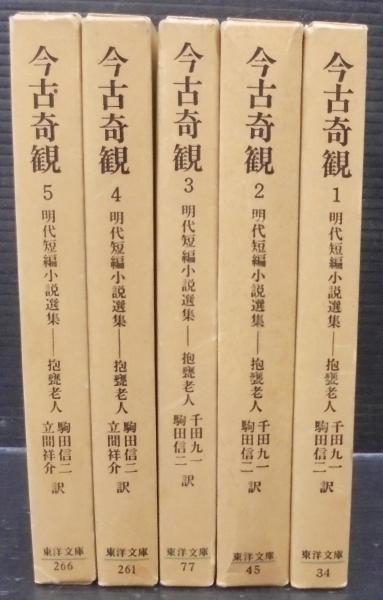 今古奇観
1
明代短編小説選集――抱甕老人
千田九一
駒田信二
訳
東洋文庫
34
今古奇観
2
明代短編小説選集――抱甕老人
千田九一
駒田信二
訳
東洋文庫
45
今古奇観
3
明代短編小説選集――抱甕老人
千田九一
駒田信二
訳
東洋文庫
77
今古奇観
4
明代短編小説選集――抱甕老人
駒田信二
立間祥介
訳
東洋文庫
261
今古奇観
5
明代短編小説選集――抱甕老人
駒田信二
立間祥介
訳
東洋文庫
266